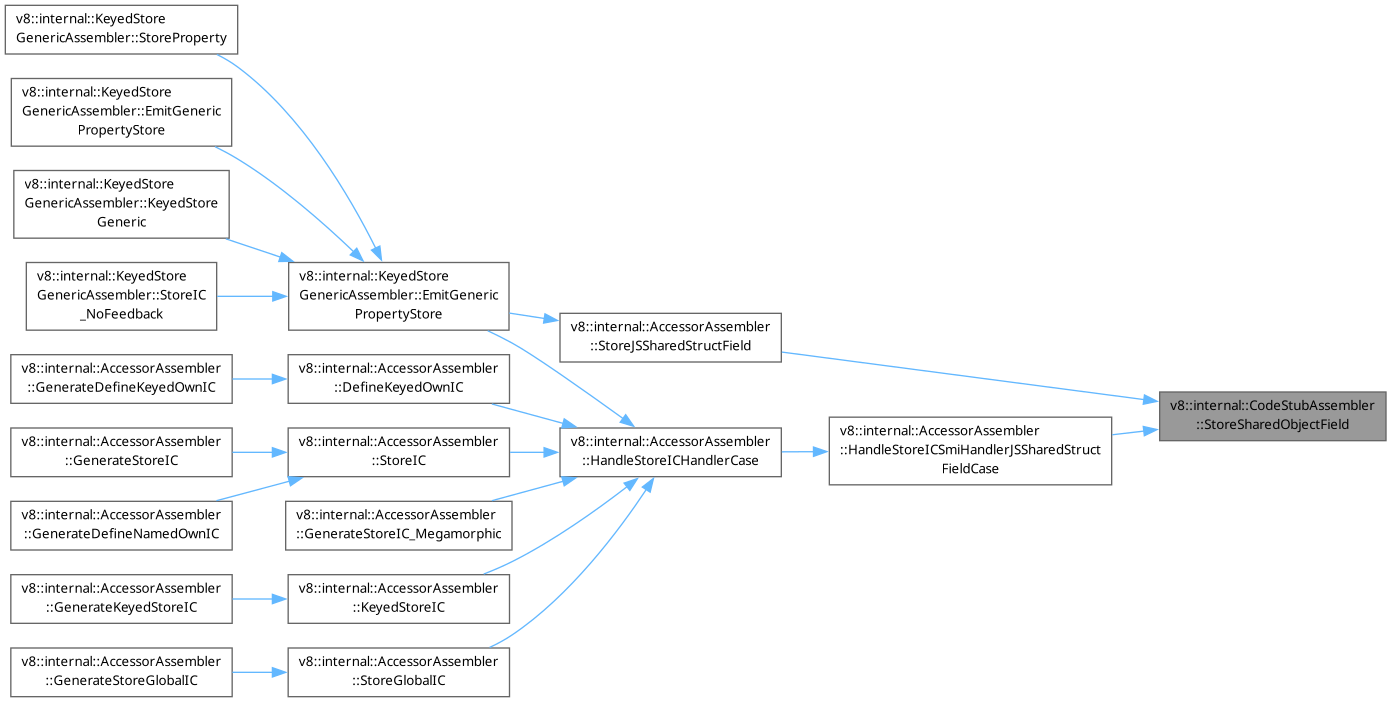 v8::internal::KeyedStore
GenericAssembler::StoreProperty
v8::internal::KeyedStore
GenericAssembler::EmitGeneric
PropertyStore
v8::internal::KeyedStore
GenericAssembler::KeyedStore
Generic
v8::internal::KeyedStore
GenericAssembler::StoreIC
_NoFeedback
v8::internal::AccessorAssembler
::GenerateDefineKeyedOwnIC
v8::internal::AccessorAssembler
::GenerateStoreIC
v8::internal::AccessorAssembler
::GenerateDefineNamedOwnIC
v8::internal::AccessorAssembler
::GenerateKeyedStoreIC
v8::internal::AccessorAssembler
::GenerateStoreGlobalIC
v8::internal::KeyedStore
GenericAssembler::EmitGeneric
PropertyStore
v8::internal::AccessorAssembler
::DefineKeyedOwnIC
v8::internal::AccessorAssembler
::StoreIC
v8::internal::AccessorAssembler
::GenerateStoreIC_Megamorphic
v8::internal::AccessorAssembler
::KeyedStoreIC
v8::internal::AccessorAssembler
::StoreGlobalIC
v8::internal::AccessorAssembler
::StoreJSSharedStructField
v8::internal::AccessorAssembler
::HandleStoreICHandlerCase
v8::internal::AccessorAssembler
::HandleStoreICSmiHandlerJSSharedStruct
FieldCase
v8::internal::CodeStubAssembler
::StoreSharedObjectField